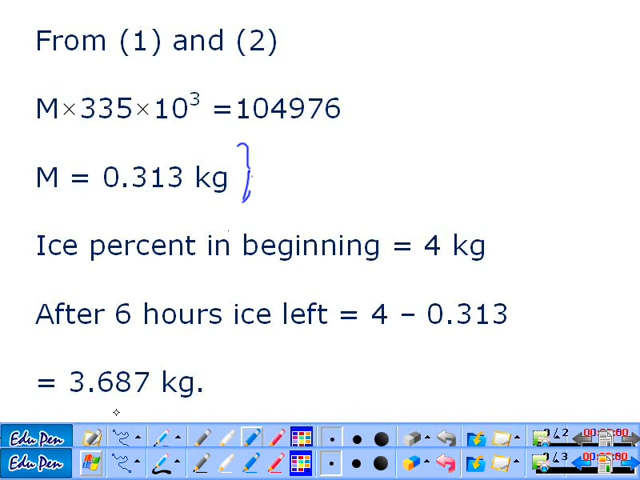 From (1) and (2)
M×335×10³ =104976
M = 0.313 kg
Ice percent in beginning = 4 kg
After 6 hours ice left = 4 – 0.313
= 3.687 kg.
Edu Pen
Edu Pen